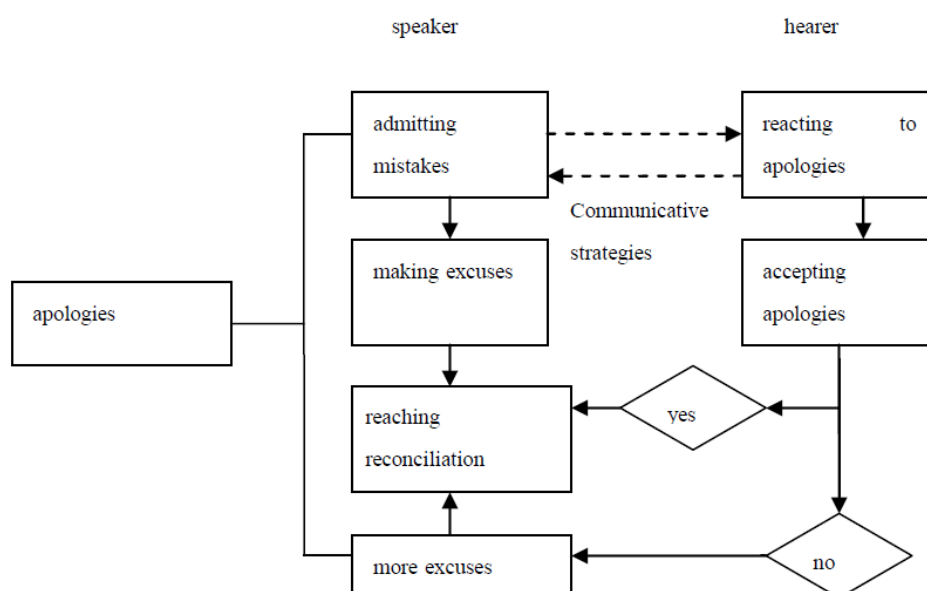 speaker
hearer
admitting
mistakes
reacting to
apologies
Communicative
strategies
making excuses
accepting
apologies
apologies
reaching
reconciliation
yes
more excuses
no